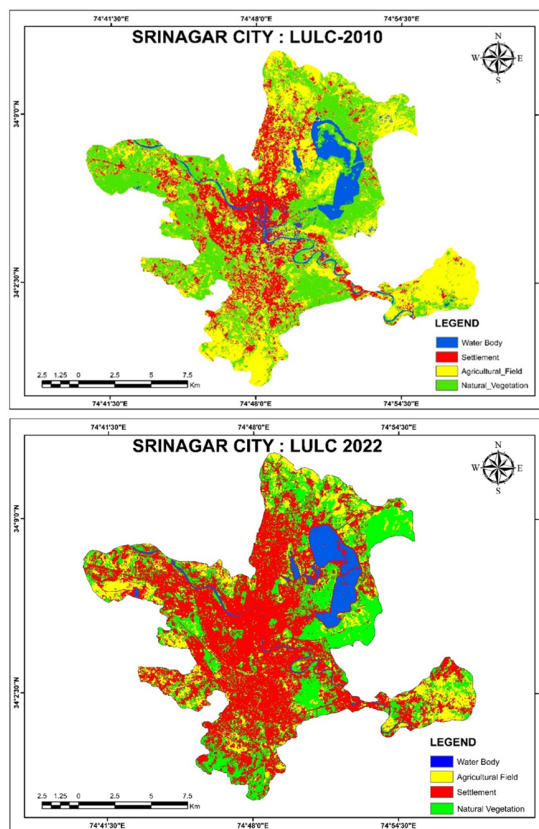 74°41'30"E 74°48'0"E 74°54'30"E
SRINAGAR CITY : LULC-2010
N
W E
S
34°9'0"N
34°2'30"N
LEGEND
Water Body
Settlement
Agricultural_Field
Natural_Vegetation
2.5 1.25 0 2.5 5 7.5
Km
74°41'30"E 74°48'0"E 74°54'30"E
74°41'30"E 74°48'0"E 74°54'30"E
SRINAGAR CITY : LULC 2022
N
W E
S
34°9'0"N
34°2'30"N
LEGEND
Water Body
Agricultural Field
Settlement
Natural Vegetation
2.5 1.25 0 2.5 5 7.5
Km
74°41'30"E 74°48'0"E 74°54'30"E